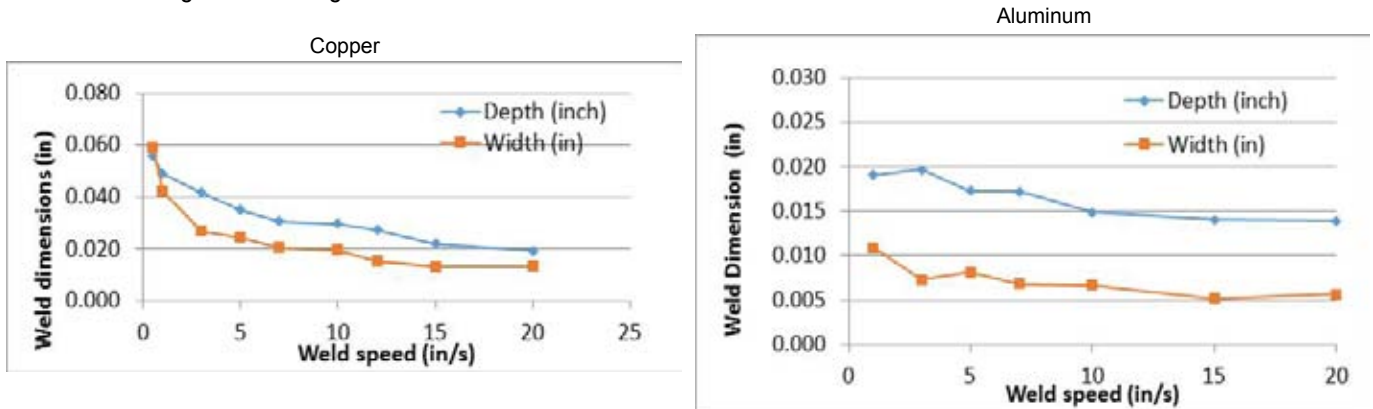 Copper
0.080
0.060
0.040
0.020
0.000
0
5
10
15
20
25
Weld dimensions (in)
Weld speed (in/s)
Depth (inch)
Width (in)
Aluminum
0.030
0.025
0.020
0.015
0.010
0.005
0.000
0
5
10
15
20
Weld Dimension (in)
Weld speed (in/s)
Depth (inch)
Width (in)